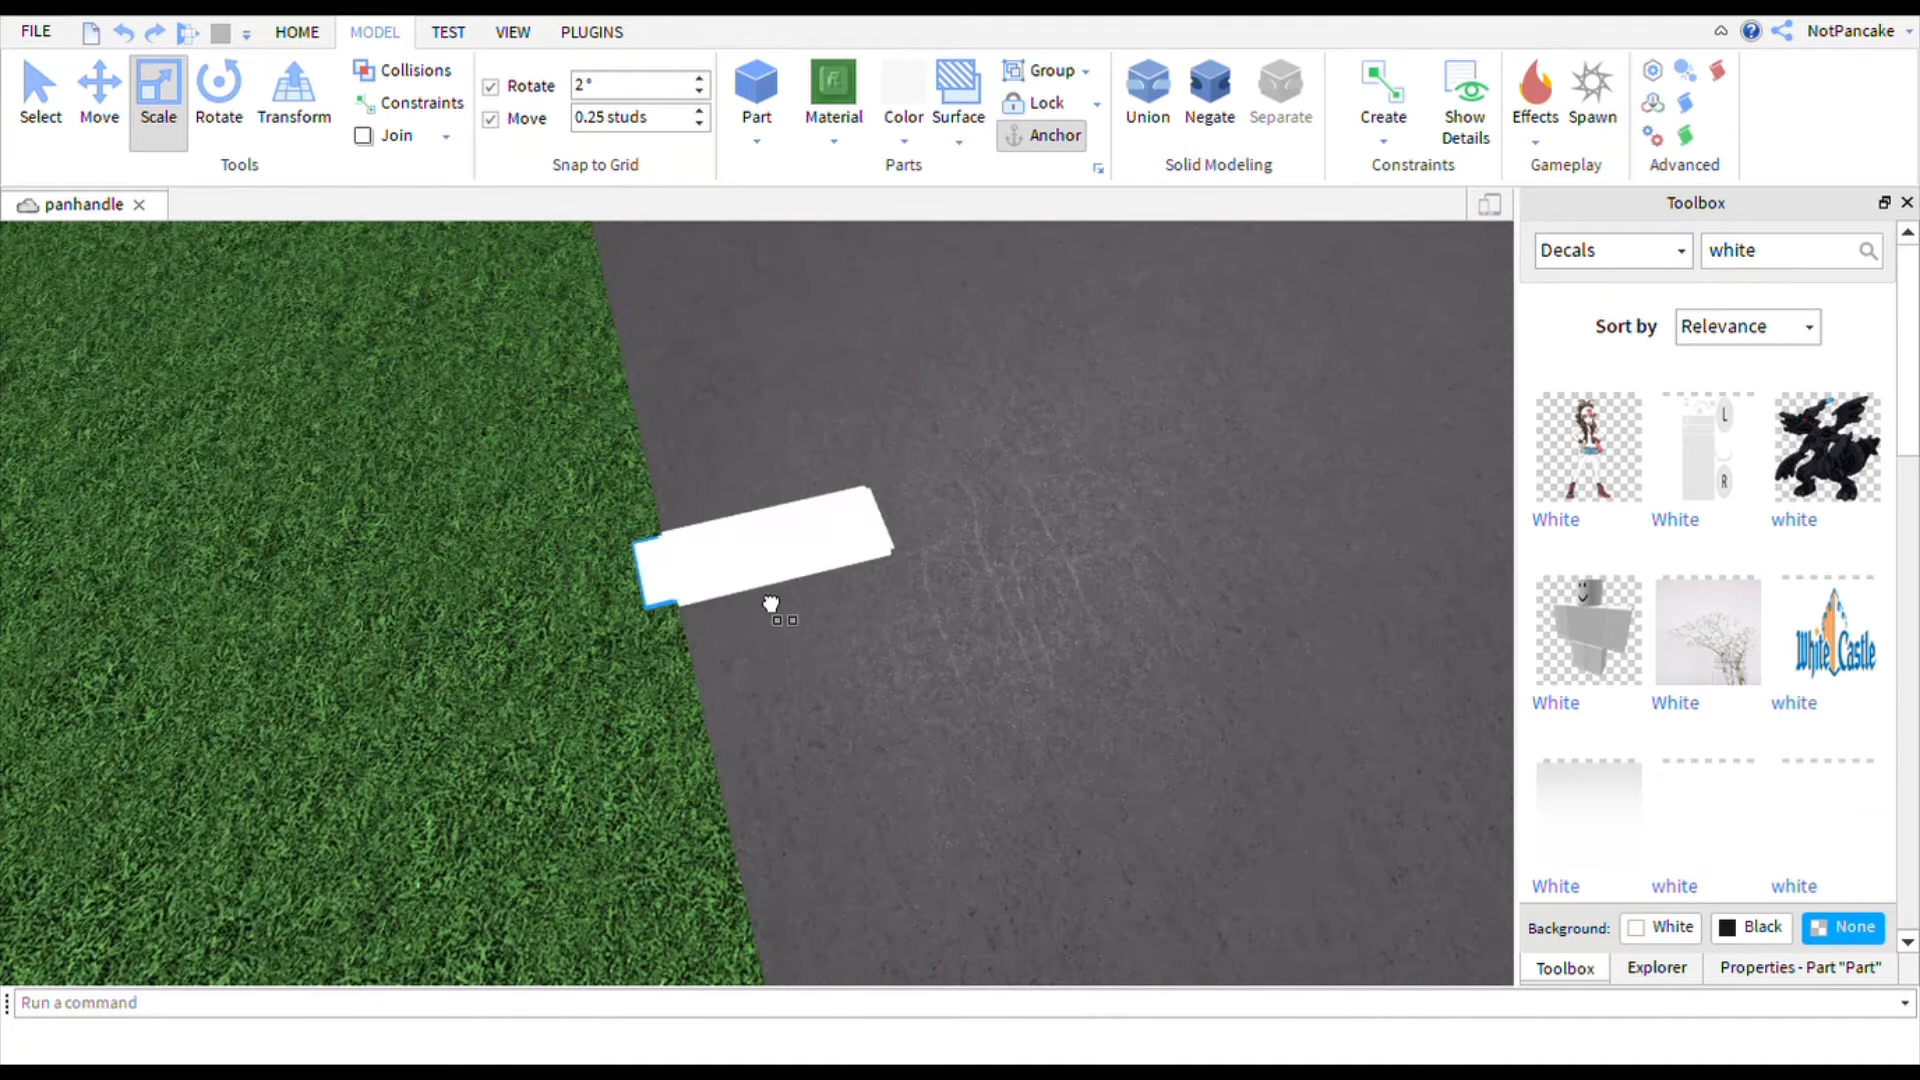 FILE HOME MODEL TEST VIEW PLUGINS NotPancake
Select Move Scale Rotate Transform
Collisions
Constraints
Join
Tools
Rotate 2°
Move 0.25 studs
Snap to Grid
Part Material Color Surface
Group
Lock
Anchor
Parts
Union Negate Separate
Solid Modeling
Create Show Details
Constraints
Effects Spawn
Gameplay
Advanced
panhandle
Toolbox
Decals white
Sort by Relevance
L
R
White White white
White Castle
White White white
White white white
Background: White Black None
Toolbox Explorer Properties - Part "Part"
Run a command